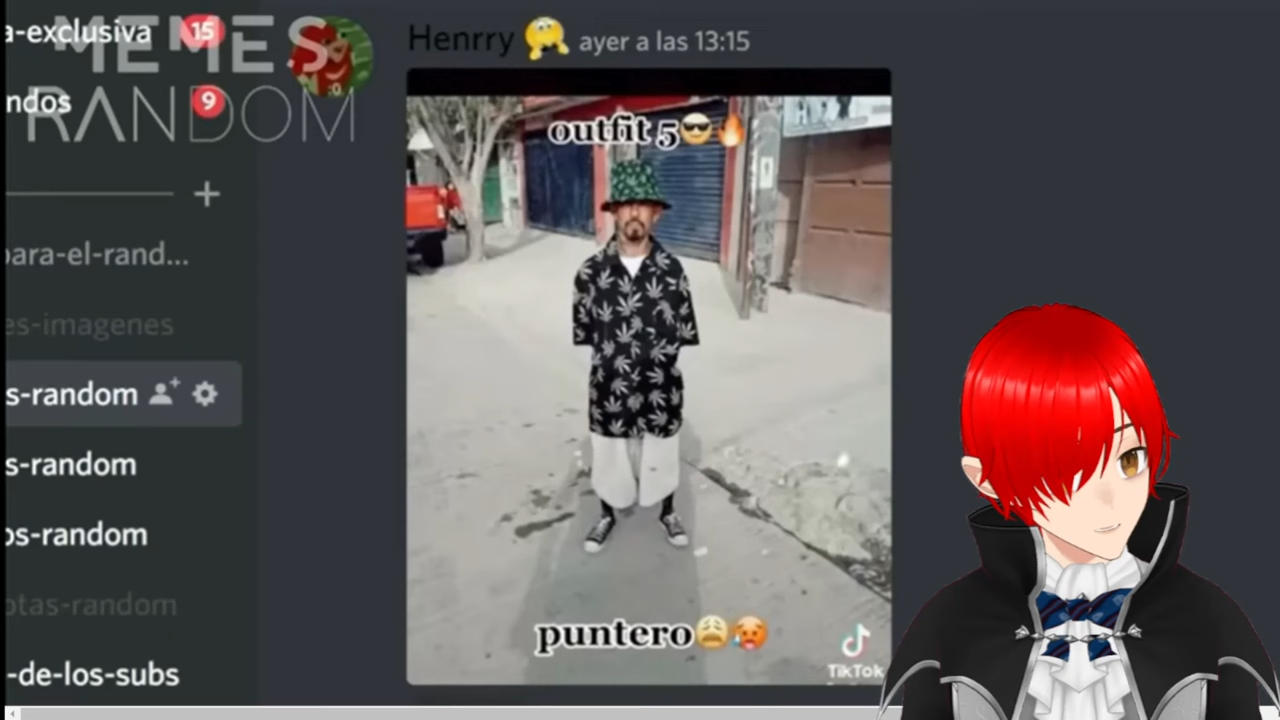 MEMES
RANDOM
a-exclusiva 15
ndos 9
+
para-el-rand...
es-imagenes
s-random
s-random
os-random
otas-random
-de-los-subs
Henrry ayer a las 13:15
:0
outfit 5😎🔥
puntero😩🥵
TikTok